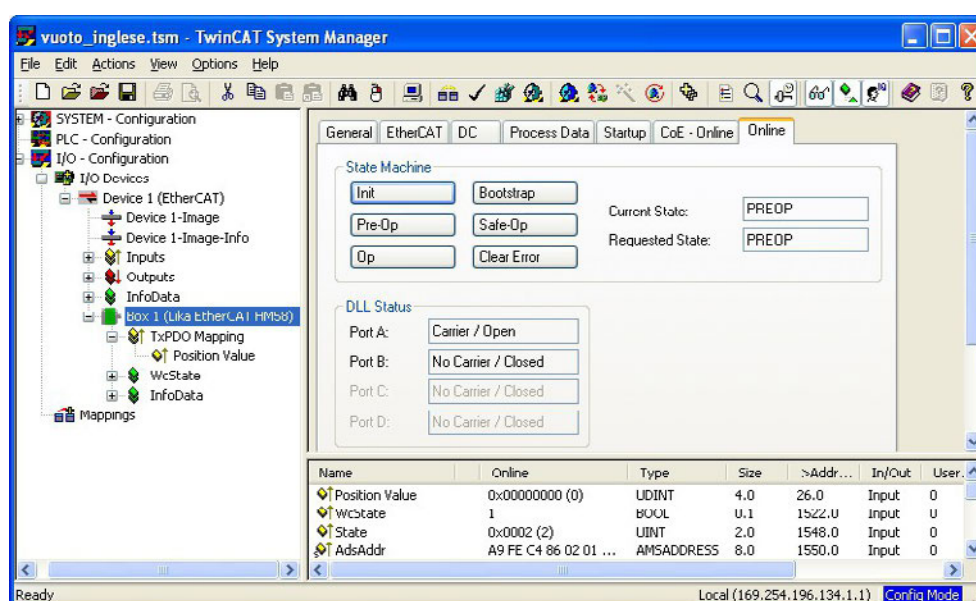 vuoto_inglese.tsm - TwinCAT System Manager
File Edit Actions View Options Help
SYSTEM - Configuration
PLC - Configuration
I/O - Configuration
I/O Devices
Device 1 (EtherCAT)
Device 1-Image
Device 1-Image-Info
Inputs
Outputs
InfoData
Box 1 (Lika EtherCAT HM58)
TxPDO Mapping
Position Value
WcState
InfoData
Mappings
General EtherCAT DC Process Data Startup CoE - Online Online
State Machine
Init Bootstrap
Pre-Op Safe-Op
Op Clear Error
Current State: PREOP
Requested State: PREOP
DLL Status
Port A: Carrier / Open
Port B: No Carrier / Closed
Port C: No Carrier / Closed
Port D: No Carrier / Closed
Name Online Type Size >Addr... In/Out User.
Position Value 0x00000000 (0) UDINT 4.0 26.0 Input 0
WcState 1 BOOL 0.1 1522.0 Input 0
State 0x0002 (2) UINT 2.0 1548.0 Input 0
AdsAddr A9 FE C4 86 02 01 ... AMSADDRESS 8.0 1550.0 Input 0
Ready Local (169.254.196.134.1.1) Config Mode